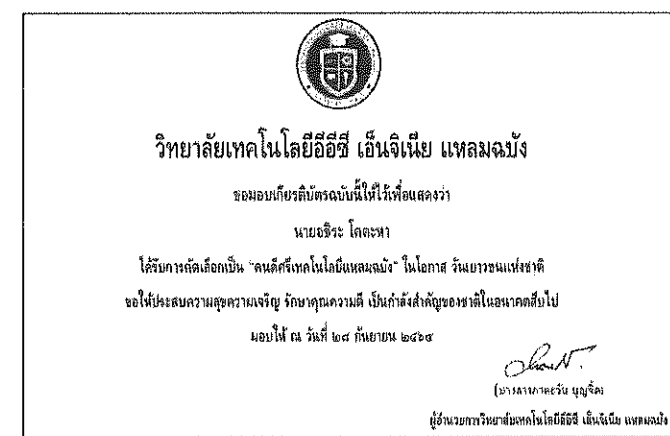 วิทยาลัยเทคโนโลยีอีอีซี เอ็นจิเนีย แหลมฉบัง
ขอมอบเกียรติบัตรฉบับนี้ให้ไว้เพื่อแสดงว่า
นายอธิระ โคตะหา
ได้รับการคัดเลือกเป็น "คนดีศรีเทคโนโลยีแหลมฉบัง" ในโอกาส วันเยาวชนแห่งชาติ
ขอให้ประสบความสุขความเจริญ รักษาคุณความดี เป็นกำลังสำคัญของชาติในอนาคตสืบไป
มอบให้ ณ วันที่ ๒๘ กันยายน ๒๕๖๔
บุญจิ๋ว)
ผู้อำนวยการวิทยาลัยเทคโนโลยีอีอีซี เอ็นจิเนีย แหลมฉบัง